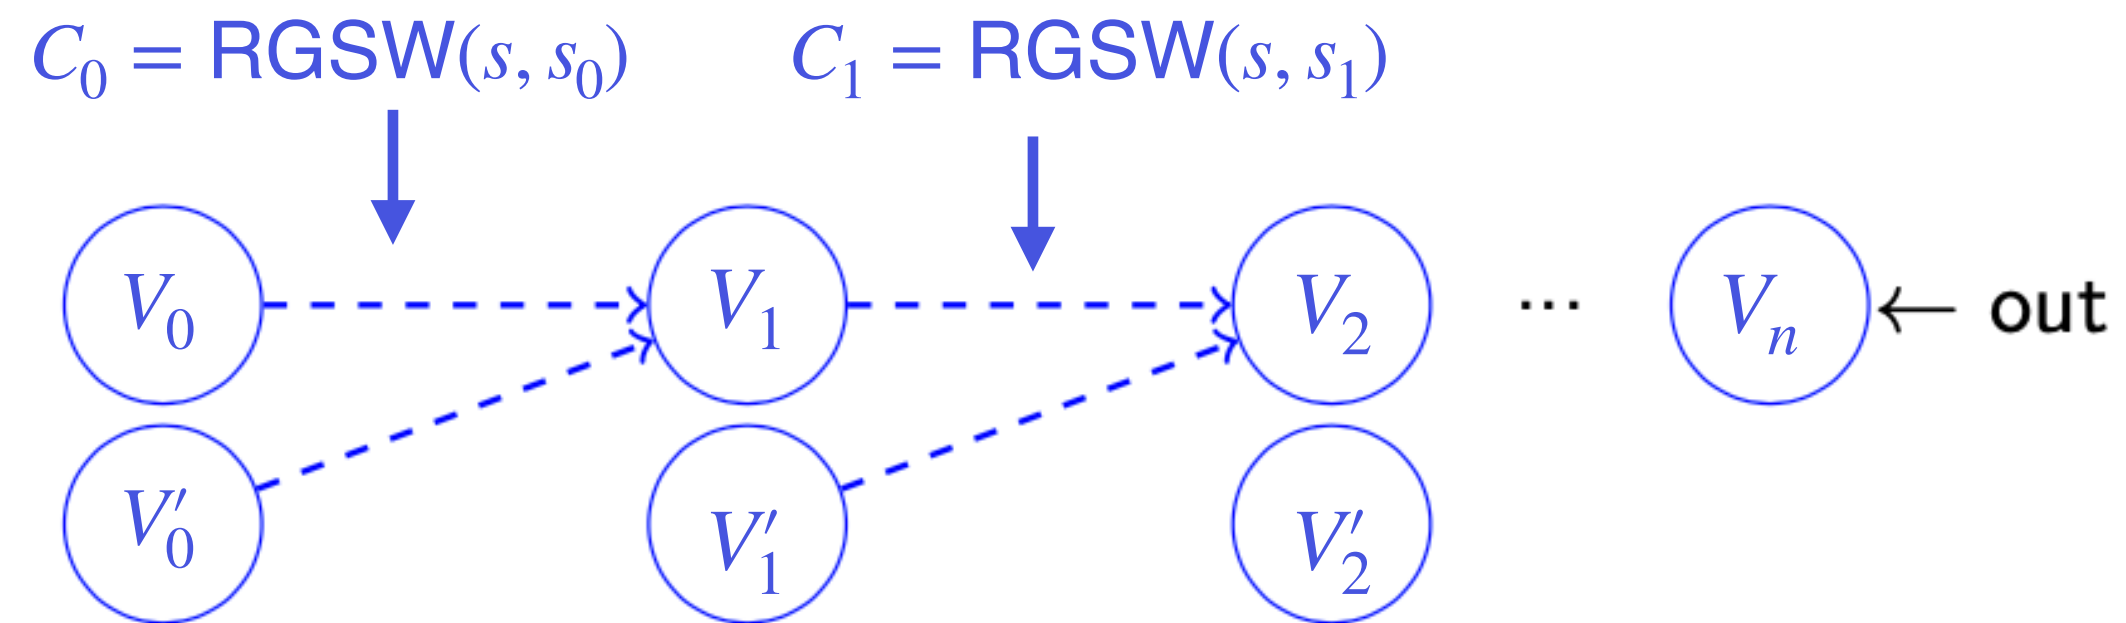 C₀ = RGSW(s, s₀) C₁ = RGSW(s, s₁)
V₀ V₁ V₂ ... Vₙ ← out
V′₀ V′₁ V′₂